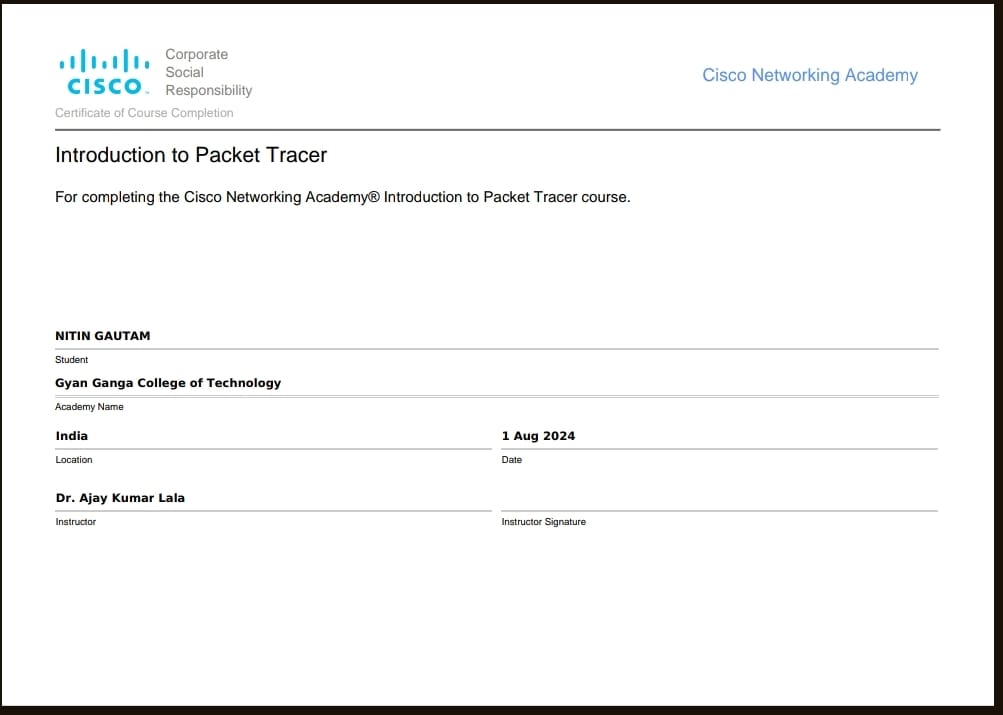 CISCO
Corporate
Social
Responsibility
Cisco Networking Academy
Certificate of Course Completion
Introduction to Packet Tracer
For completing the Cisco Networking Academy® Introduction to Packet Tracer course.
NITIN GAUTAM
Student
Gyan Ganga College of Technology
Academy Name
India
1 Aug 2024
Location
Date
Dr. Ajay Kumar Lala
Instructor
Instructor Signature